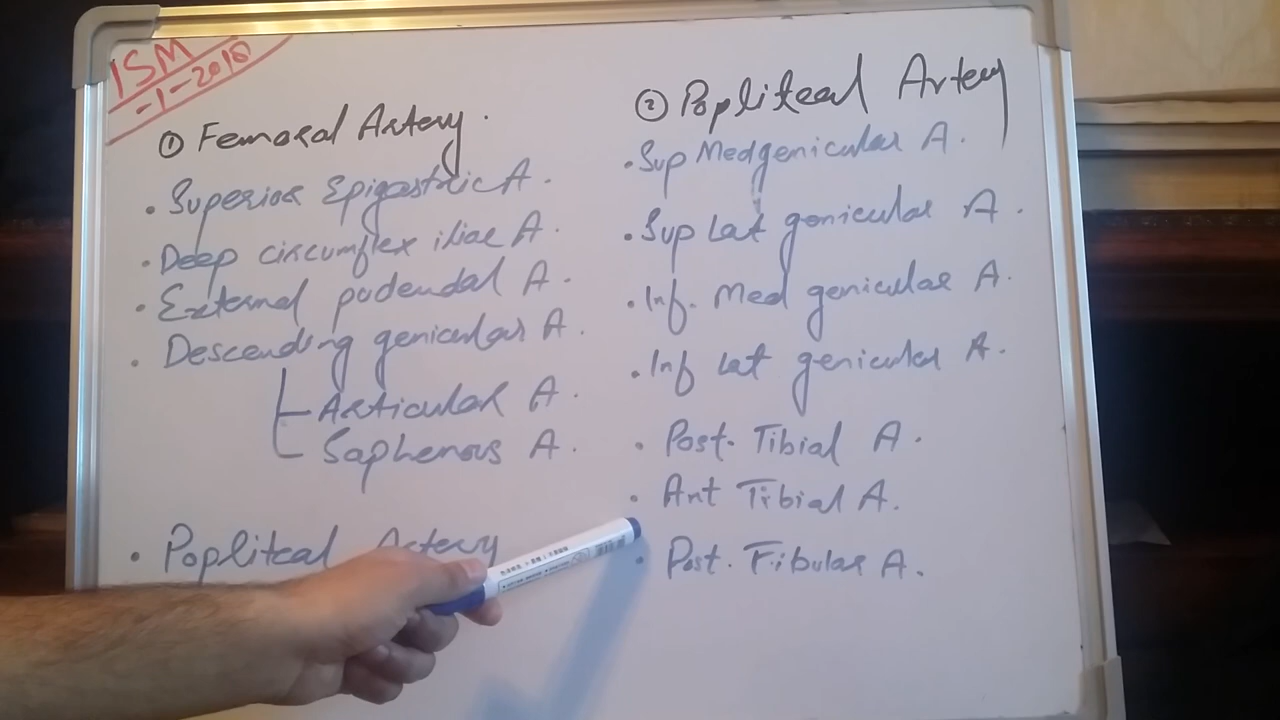 ISM
-1-2018
① Femoral Artery.
• Superior Epigastric A.
• Deep circumflex iliac A.
• External pudendal A.
• Descending genicular A.
Articular A.
Saphenous A.
• Popliteal Artery
② Popliteal Artery
• Sup Med genicular A.
• Sup Lat genicular A.
• Inf. Med genicular A.
• Inf Lat genicular A.
• Post. Tibial A.
• Ant Tibial A.
• Post. Fibular A.